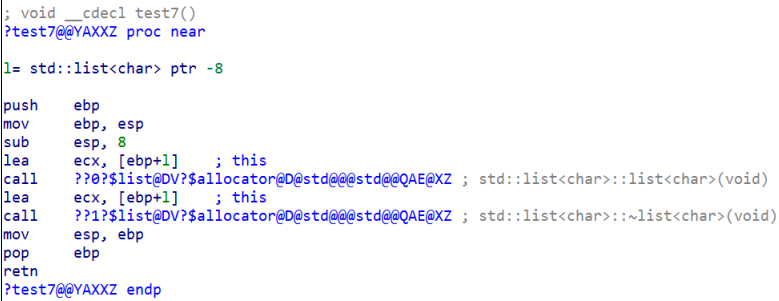 ; void __cdecl test7()
?test7@@YAXXZ proc near
l= std::list<char> ptr -8
push ebp
mov ebp, esp
sub esp, 8
lea ecx, [ebp+l] ; this
call ??0?$list@DV?$allocator@D@std@@@std@@QAE@XZ ; std::list<char>::list<char>(void)
lea ecx, [ebp+l] ; this
call ??1?$list@DV?$allocator@D@std@@@std@@QAE@XZ ; std::list<char>::~list<char>(void)
mov esp, ebp
pop ebp
retn
?test7@@YAXXZ endp